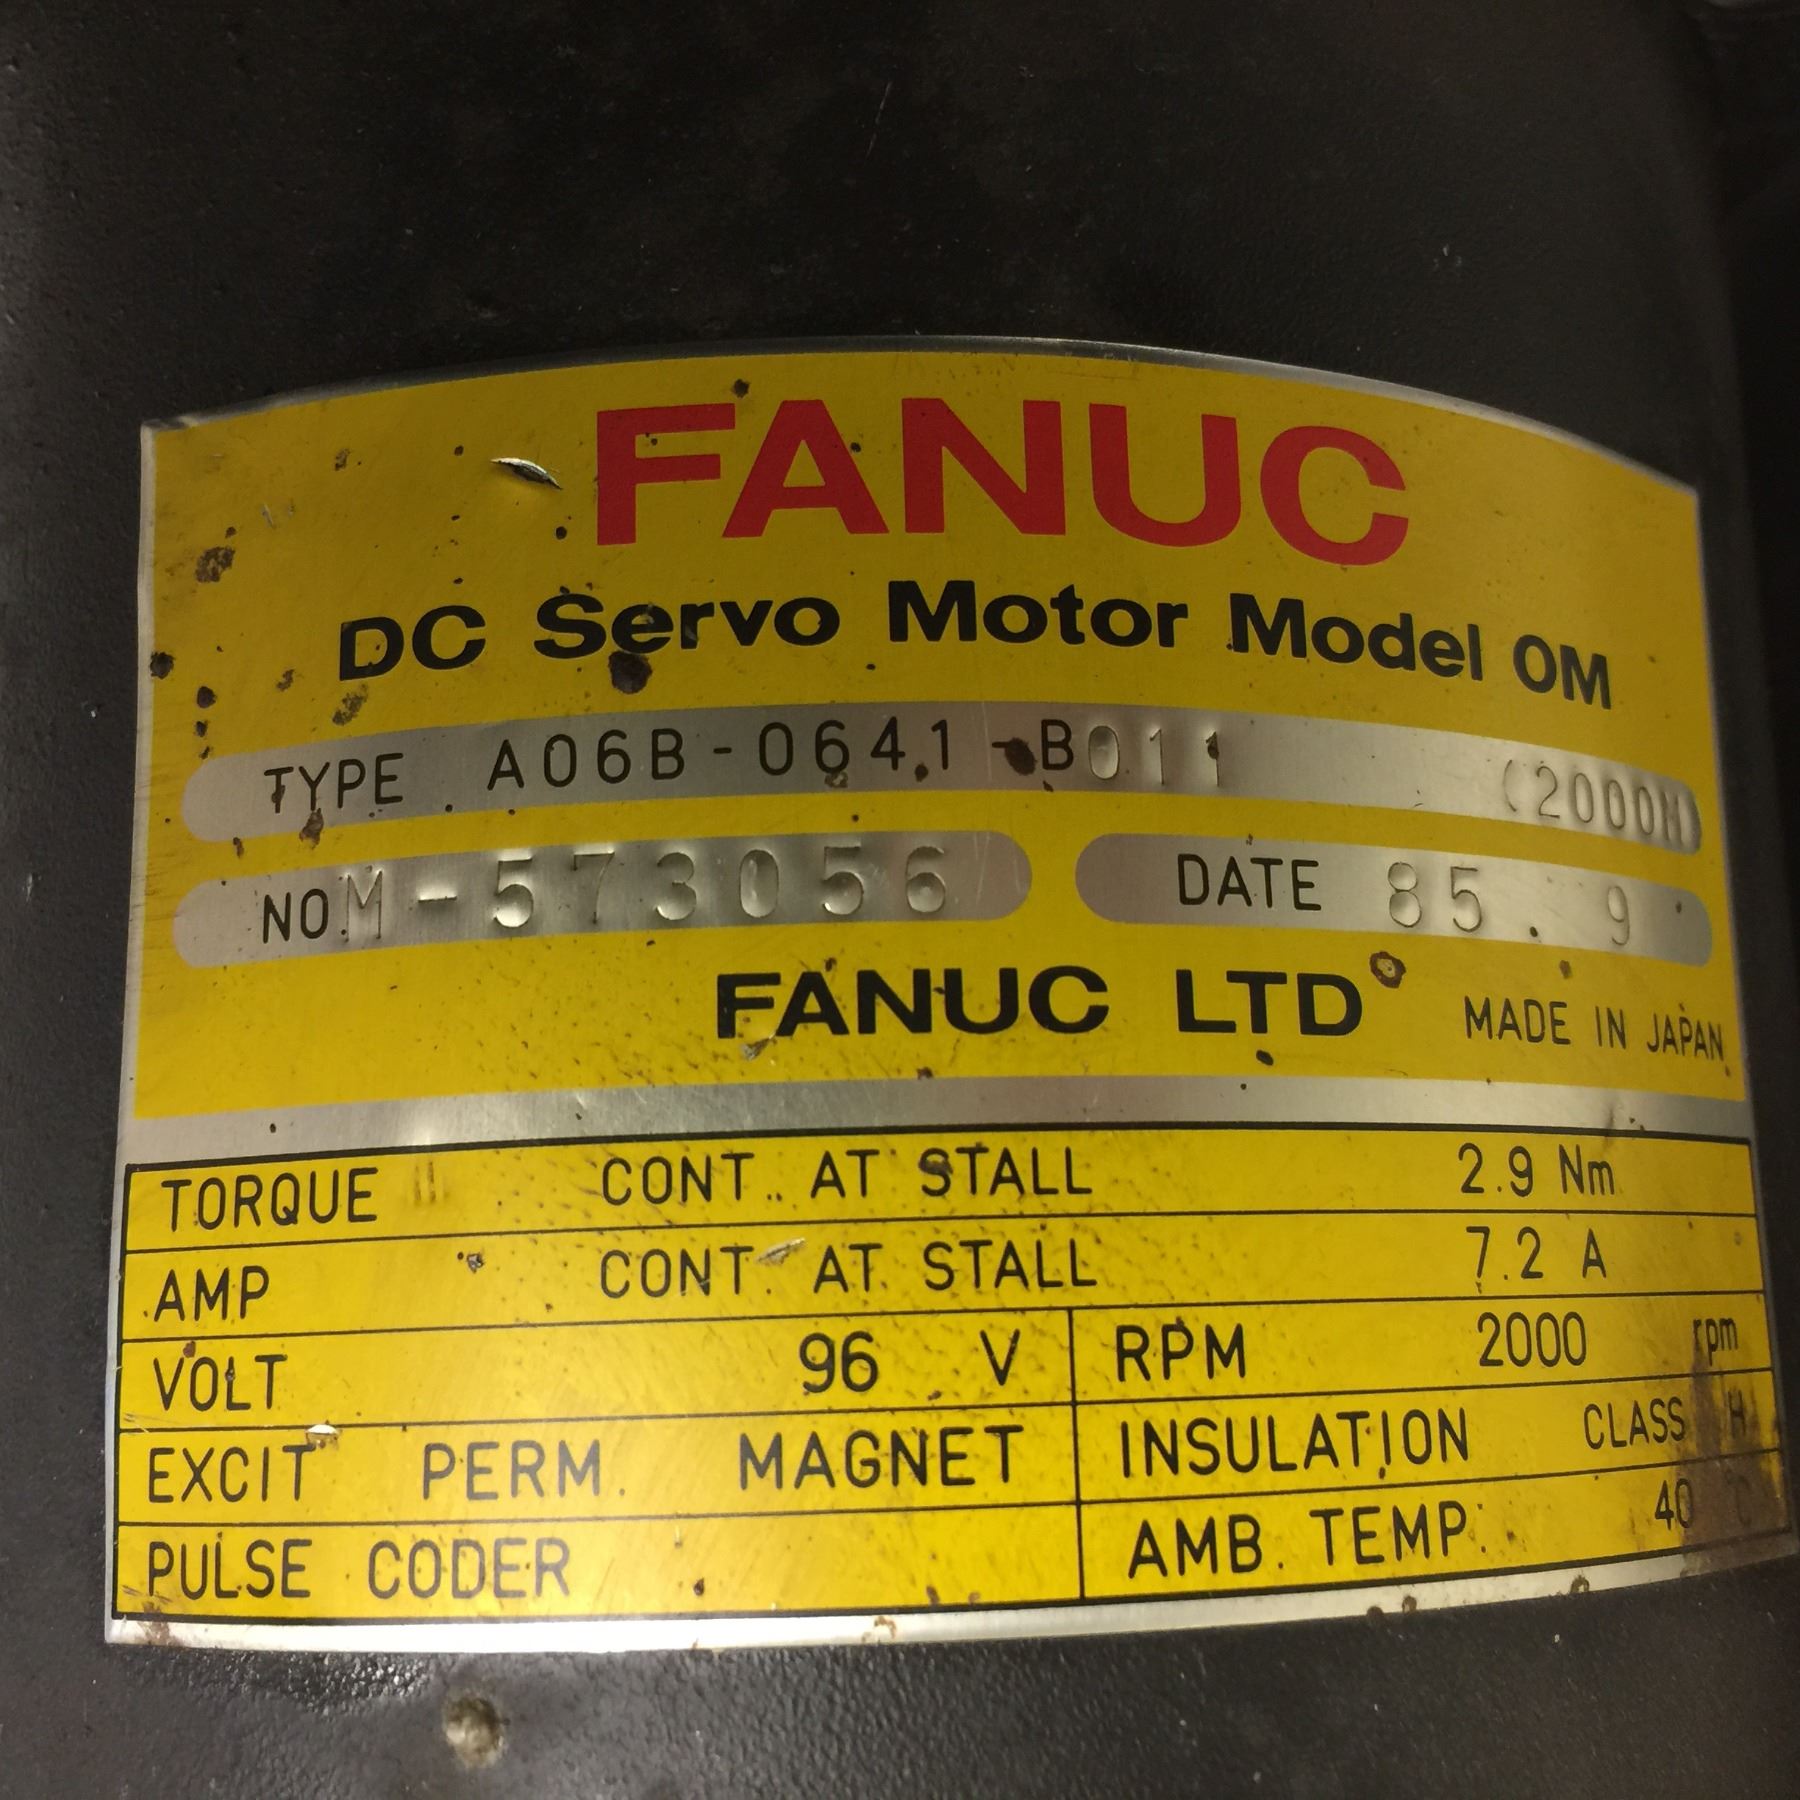 FANUC
DC Servo Motor Model OM
TYPE A06B-0641-B011 (2000M)
NO. M-573056 DATE 85.9
FANUC LTD MADE IN JAPAN
TORQUE CONT. AT STALL 2.9 Nm
AMP CONT. AT STALL 7.2 A
VOLT 96 V RPM 2000 rpm
EXCIT PERM. MAGNET INSULATION CLASS H
PULSE CODER AMB. TEMP. 40 °C